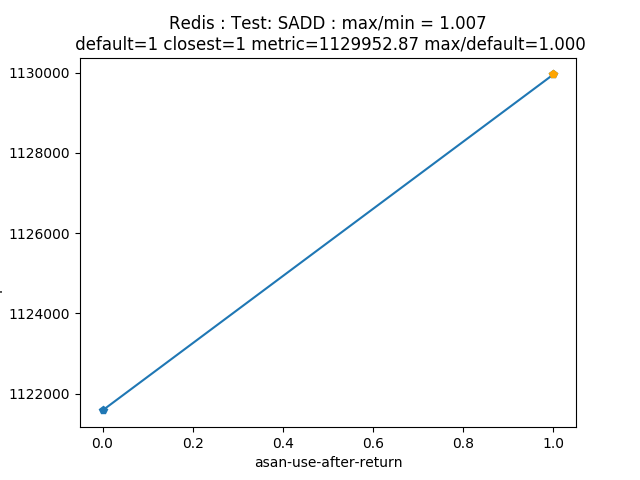 Redis : Test: SADD : max/min = 1.007
default=1 closest=1 metric=1129952.87 max/default=1.000
1130000
1128000
1126000
1124000
1122000
0.0 0.2 0.4 0.6 0.8 1.0
asan-use-after-return